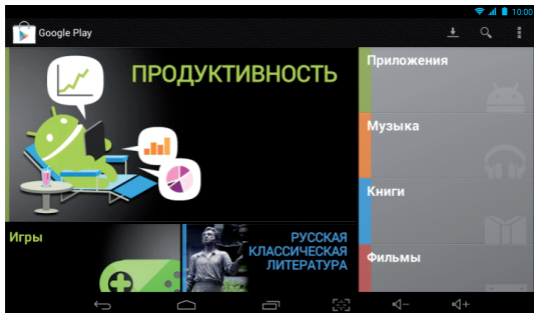 10:00
Google Play
ПРОДУКТИВНОСТЬ
Приложения
Музыка
Книги
Фильмы
Игры
РУССКАЯ
КЛАССИЧЕСКАЯ
ЛИТЕРАТУРА